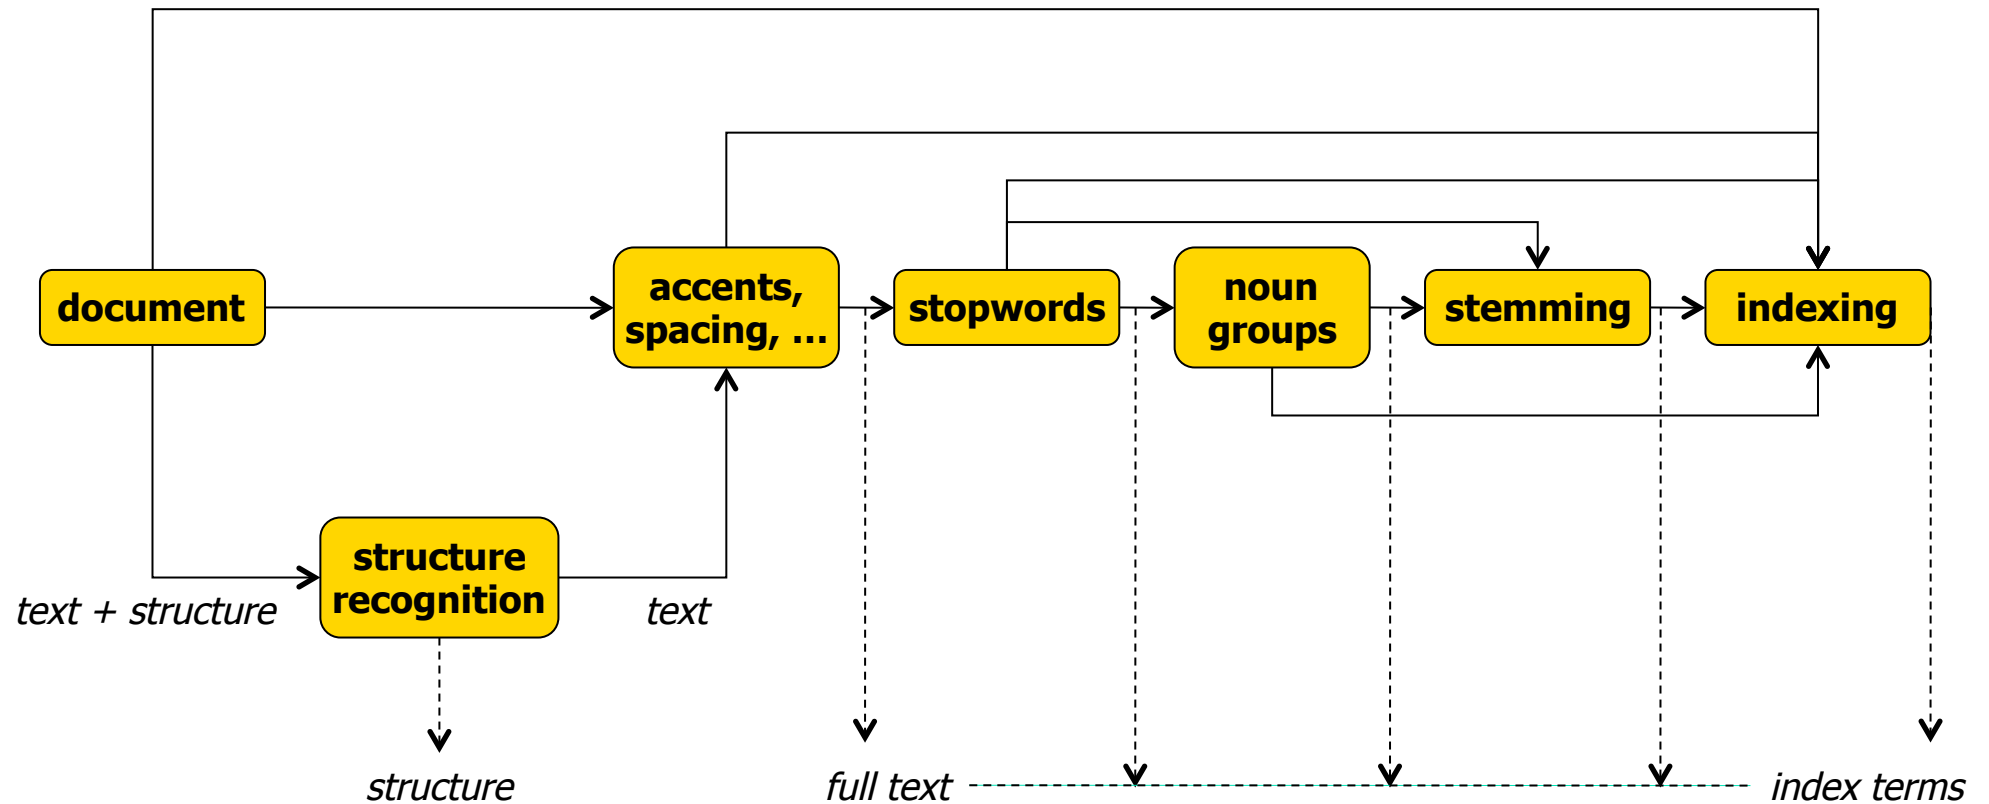 document
accents,
spacing, ...
stopwords
noun
groups
stemming
indexing
structure
recognition
text + structure
text
structure
full text
index terms